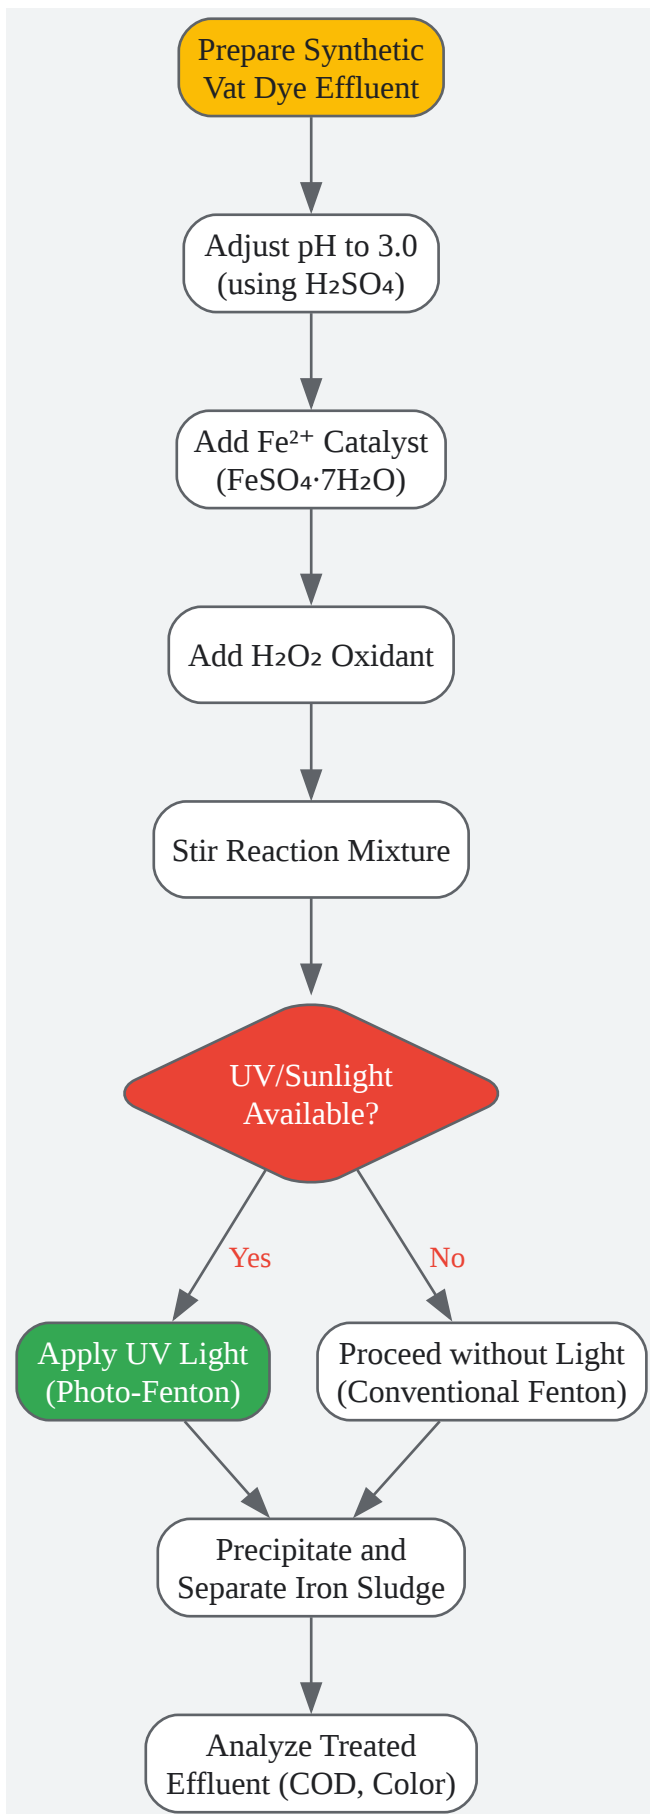 Prepare Synthetic
Vat Dye Effluent
Adjust pH to 3.0
(using H₂SO₄)
Add Fe²⁺ Catalyst
(FeSO₄·7H₂O)
Add H₂O₂ Oxidant
Stir Reaction Mixture
UV/Sunlight
Available?
Yes
No
Apply UV Light
(Photo-Fenton)
Proceed without Light
(Conventional Fenton)
Precipitate and
Separate Iron Sludge
Analyze Treated
Effluent (COD, Color)